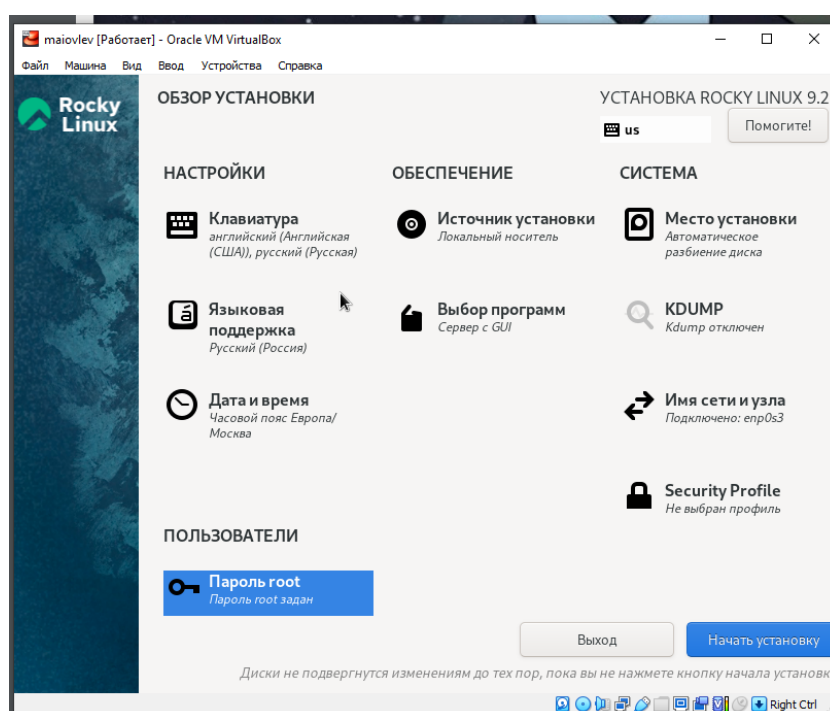 maiovlev [Работает] - Oracle VM VirtualBox
Файл Машина Вид Ввод Устройства Справка
Rocky
Linux
ОБЗОР УСТАНОВКИ
УСТАНОВКА ROCKY LINUX 9.2
us
Помогите!
НАСТРОЙКИ
Клавиатура
английский (Английская
(США)), русский (Русская)
Языковая
поддержка
Русский (Россия)
Дата и время
Часовой пояс Европа/
Москва
ОБЕСПЕЧЕНИЕ
Источник установки
Локальный носитель
Выбор программ
Сервер с GUI
СИСТЕМА
Место установки
Автоматическое
разбиение диска
KDUMP
Kdump отключен
Имя сети и узла
Подключено: enp0s3
Security Profile
Не выбран профиль
ПОЛЬЗОВАТЕЛИ
Пароль root
Пароль root задан
Выход
Начать установку
Диски не подвергнутся изменениям до тех пор, пока вы не нажмете кнопку начала установк
Right Ctrl